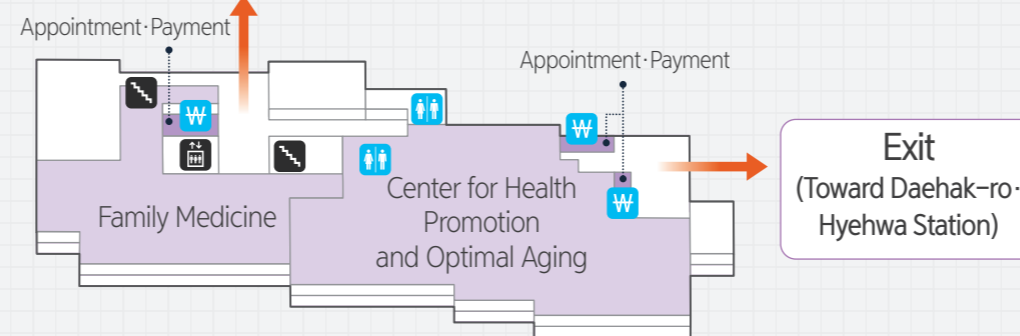 Appointment·Payment
Appointment·Payment
₩
₩
₩
Exit
(Toward Daehak-ro·
Hyehwa Station)
Center for Health
Promotion
and Optimal Aging
Family Medicine